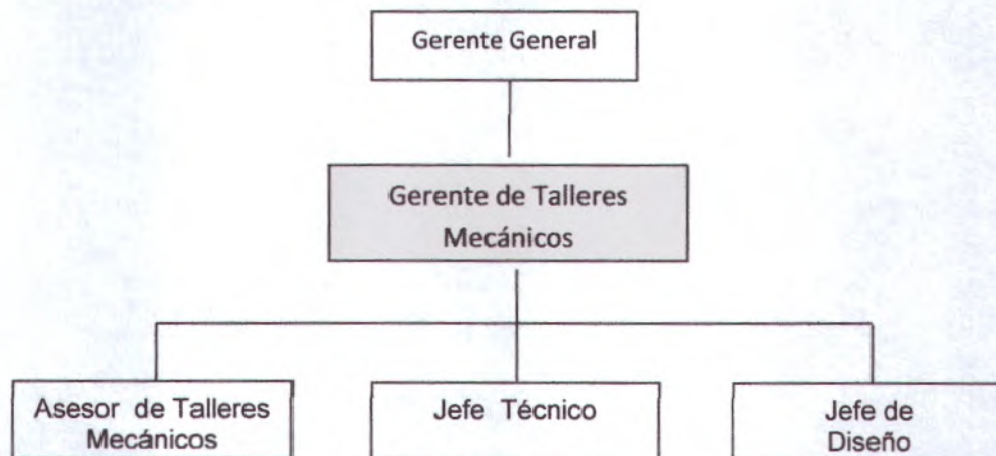 Gerente General
Gerente de Talleres
Mecánicos
Asesor de Talleres
Mecánicos
Jefe Técnico
Jefe de
Diseño